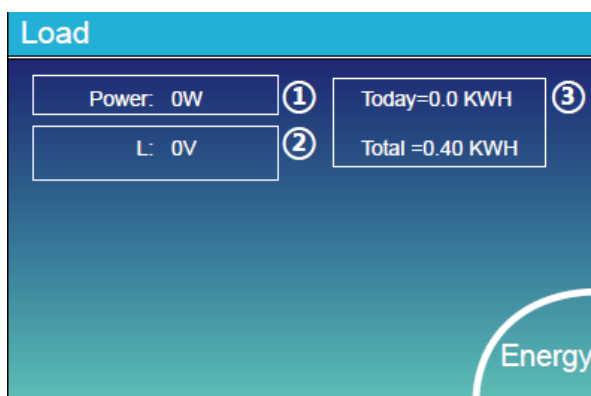 Load
Power: 0W
①
L: 0V
②
Today=0.0 KWH
③
Total =0.40 KWH
Energy